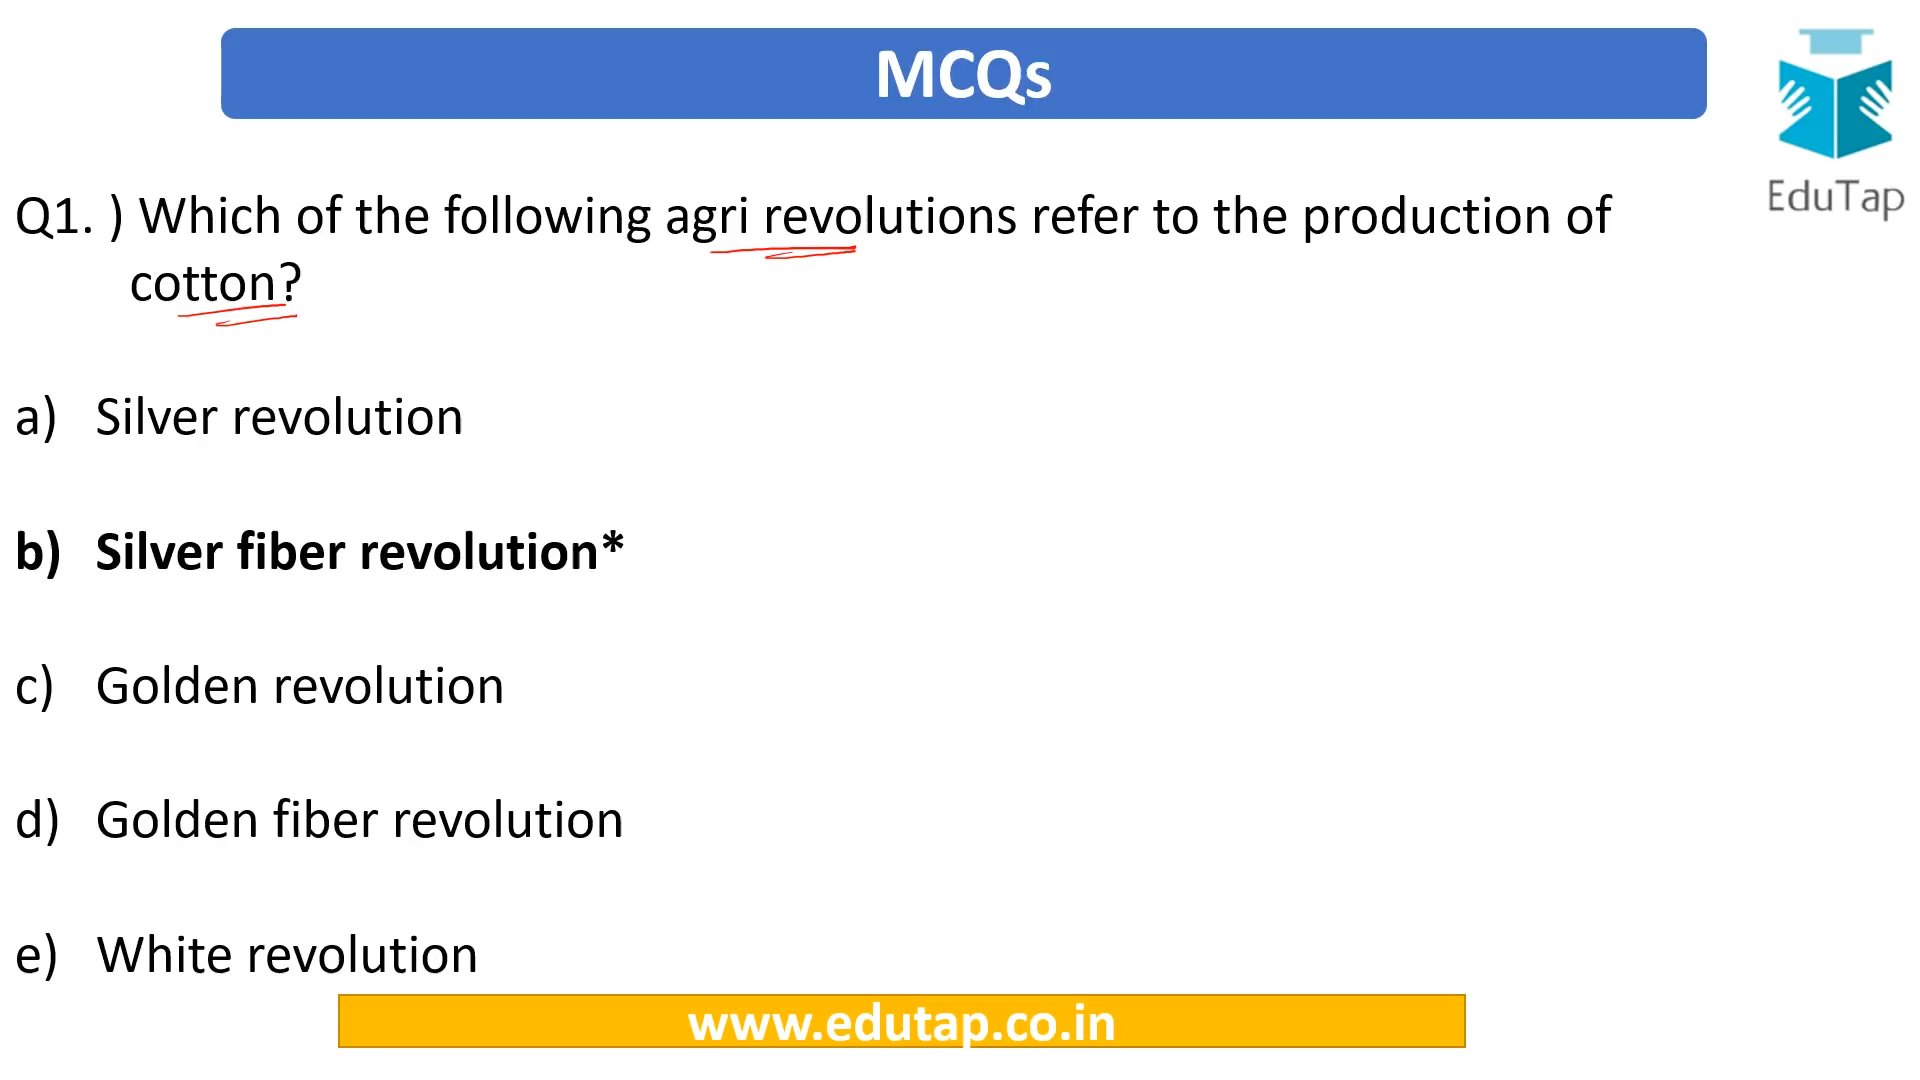 MCQs
EduTap
Q1. ) Which of the following agri revolutions refer to the production of
cotton?
a) Silver revolution
b) Silver fiber revolution*
c) Golden revolution
d) Golden fiber revolution
e) White revolution
www.edutap.co.in